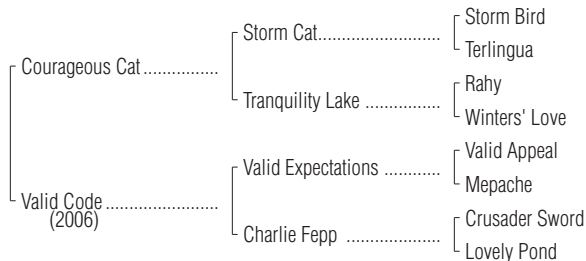 Storm Bird
Storm Cat..................
Terlingua
Courageous Cat................
Rahy
Tranquility Lake ................
Winters' Love
Valid Appeal
Valid Expectations ............
Mepache
Valid Code........................
(2006)
Crusader Sword
Charlie Fepp ....................
Lovely Pond